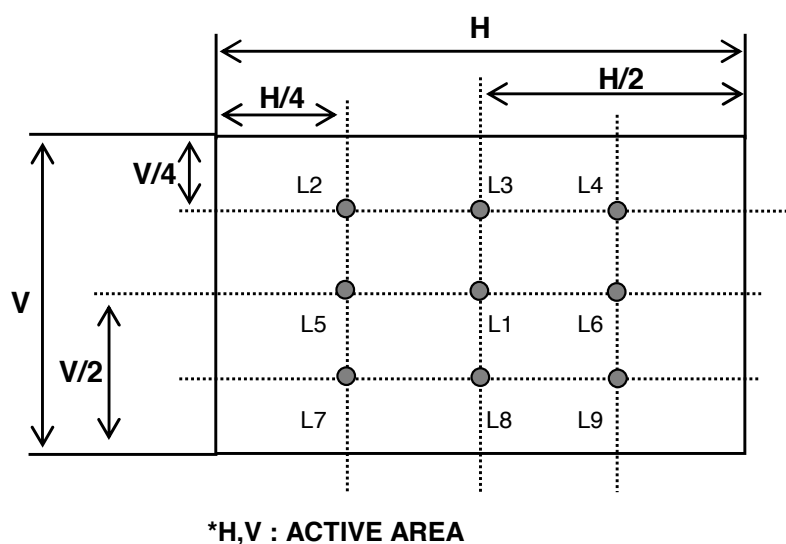 H
H/4
H/2
V/4
L2
L3
L4
V
L5
L1
L6
V/2
L7
L8
L9
*H,V : ACTIVE AREA